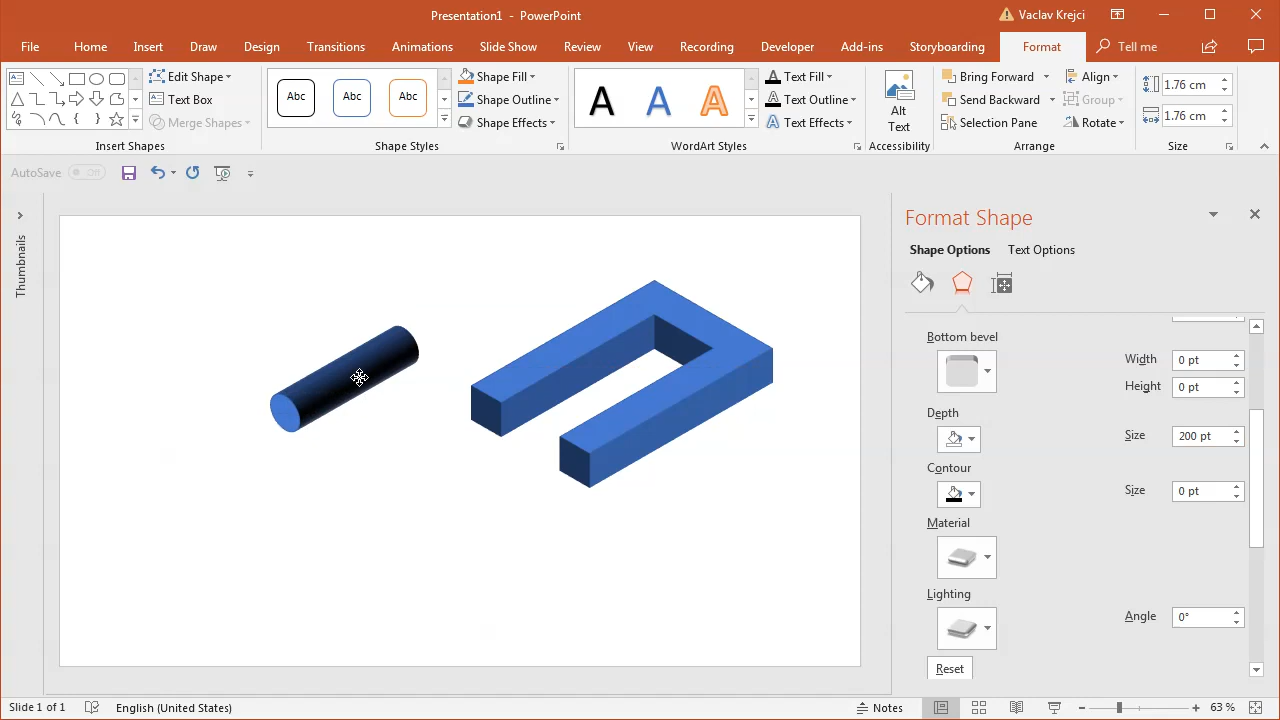 Presentation1 - PowerPoint
Vaclav Krejci
File Home Insert Draw Design Transitions Animations Slide Show Review View Recording Developer Add-ins Storyboarding Format Tell me
Edit Shape
Text Box
Merge Shapes
Insert Shapes
Abc Abc Abc
Shape Fill
Shape Outline
Shape Effects
Shape Styles
A A A
Text Fill
Text Outline
Text Effects
WordArt Styles
Alt
Text
Accessibility
Bring Forward
Send Backward
Selection Pane
Align
Group
Rotate
Arrange
1.76 cm
1.76 cm
Size
AutoSave Off
Thumbnails
Format Shape
Shape Options Text Options
Bottom bevel
Width 0 pt
Height 0 pt
Depth
Size 200 pt
Contour
Size 0 pt
Material
Lighting
Angle 0°
Reset
Slide 1 of 1 English (United States) Notes 63 %